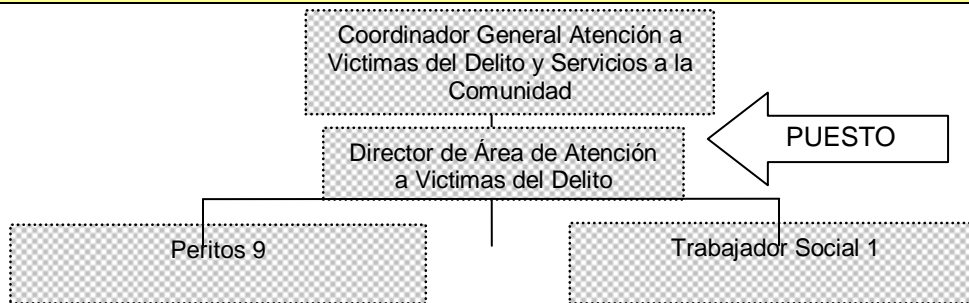 Coordinador General Atención a
Victimas del Delito y Servicios a la
Comunidad
PUESTO
Director de Área de Atención
a Victimas del Delito
Peritos 9
Trabajador Social 1